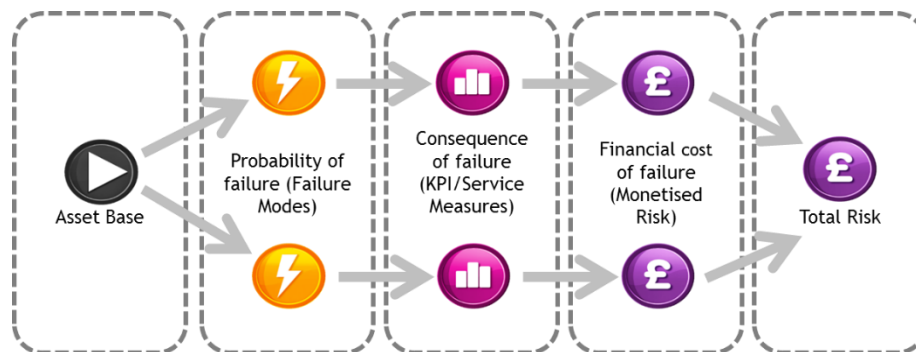 Asset Base
Probability of
failure (Failure
Modes)
Consequence
of failure
(KPI/Service
Measures)
Financial cost
of failure
(Monetised
Risk)
Total Risk
£
£
£